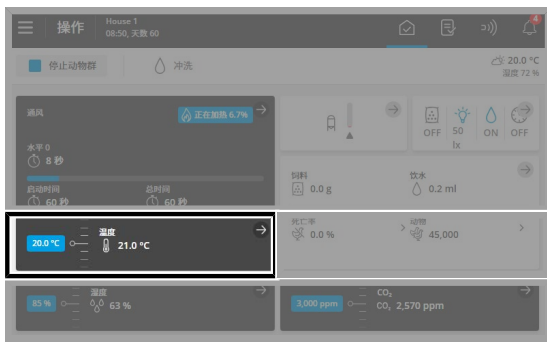 操作
House 1
08:50, 天数 60
4
停止动物群
冲洗
20.0 °C
湿度 72 %
通风
正在加热 6.7%
水平 0
8 秒
启动时间
60 秒
总时间
60 秒
OFF
50 lx
ON
OFF
饲料
0.0 g
饮水
0.2 ml
20.0 °C
温度
21.0 °C
死亡率
0.0 %
动物
45,000
85 %
湿度
63 %
3,000 ppm
CO₂
CO₂ 2,570 ppm